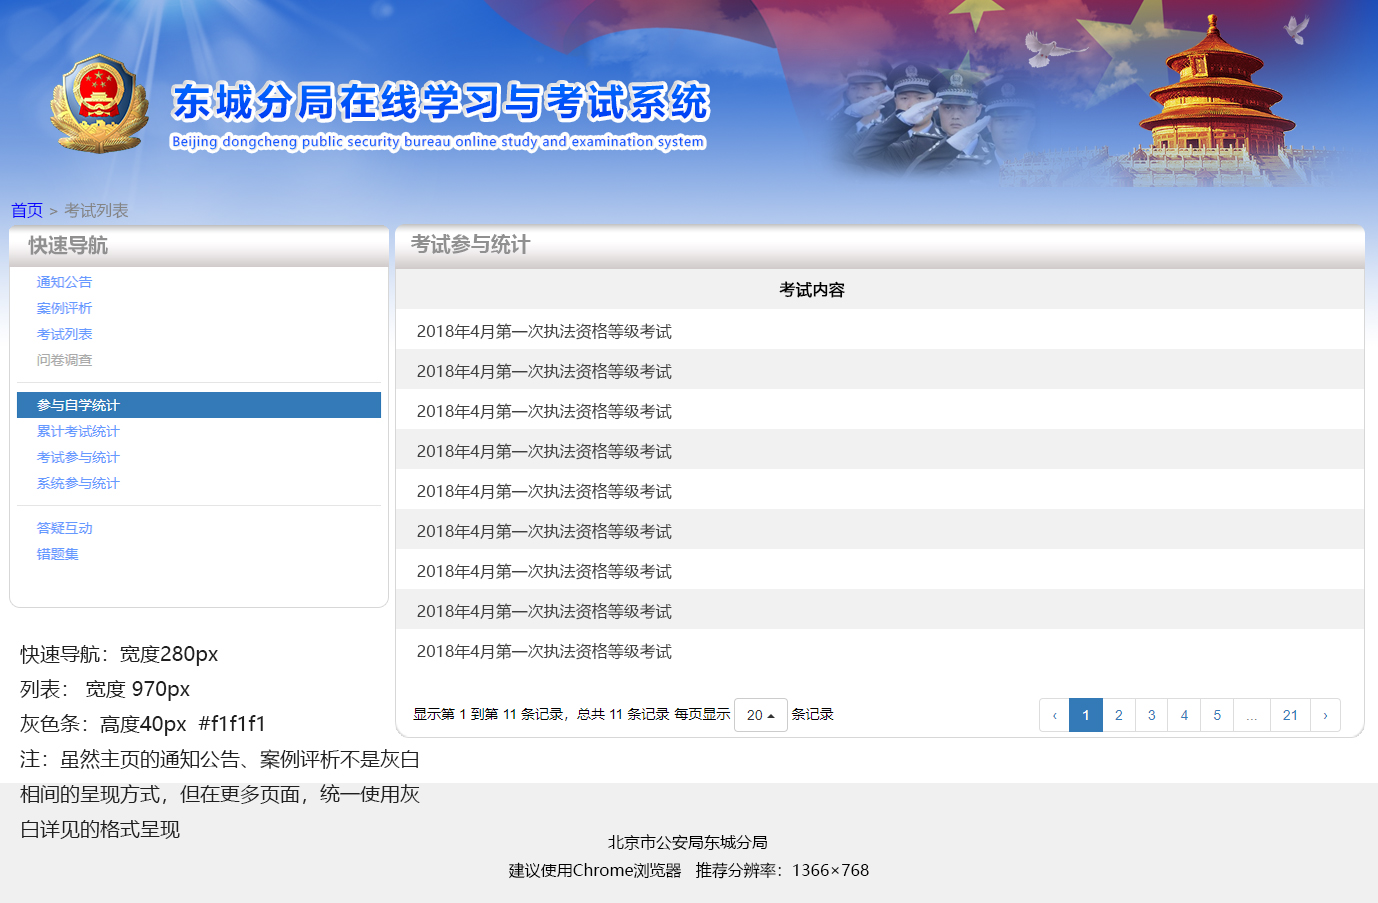 东城分局在线学习与考试系统
Beijing dongcheng public security bureau online study and examination system
首页 > 考试列表
快速导航
通知公告
案例评析
考试列表
问卷调查
参与自学统计
累计考试统计
考试参与统计
系统参与统计
答疑互动
错题集
考试参与统计
考试内容
2018年4月第一次执法资格等级考试
2018年4月第一次执法资格等级考试
2018年4月第一次执法资格等级考试
2018年4月第一次执法资格等级考试
2018年4月第一次执法资格等级考试
2018年4月第一次执法资格等级考试
2018年4月第一次执法资格等级考试
2018年4月第一次执法资格等级考试
2018年4月第一次执法资格等级考试
显示第 1 到第 11 条记录，总共 11 条记录 每页显示 20 条记录
‹ 1 2 3 4 5 ... 21 ›
快速导航：宽度280px
列表： 宽度 970px
灰色条：高度40px #f1f1f1
注：虽然主页的通知公告、案例评析不是灰白
相间的呈现方式，但在更多页面，统一使用灰
白详见的格式呈现
北京市公安局东城分局
建议使用Chrome浏览器 推荐分辨率：1366×768